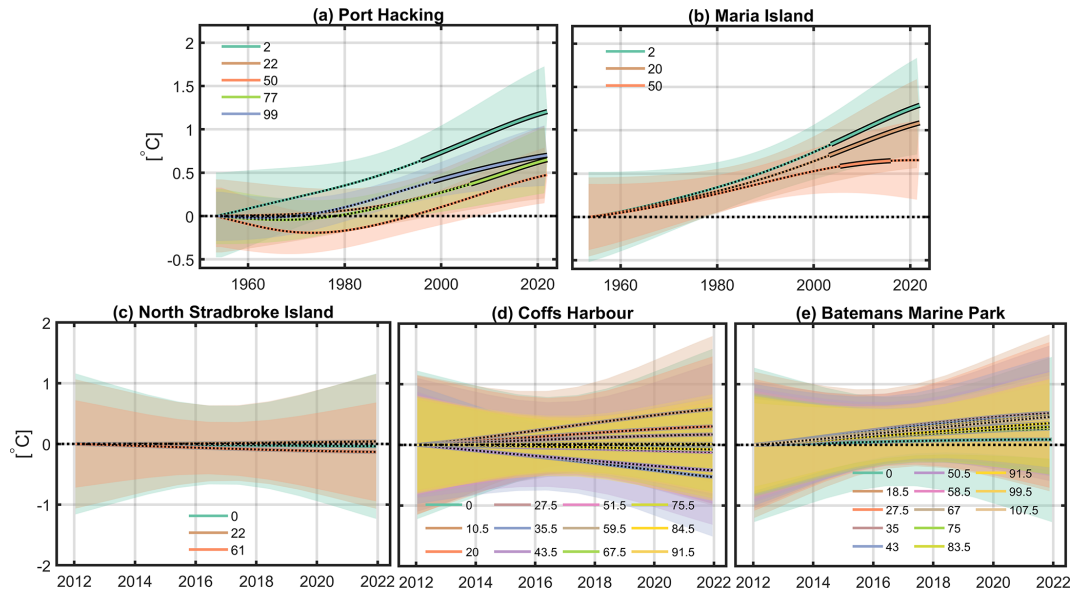 (a) Port Hacking
(b) Maria Island
2
1.5
1
0.5
0
-0.5
[°C]
2
22
50
77
99
2
20
50
1960 1980 2000 2020
1960 1980 2000 2020
(c) North Stradbroke Island
(d) Coffs Harbour
(e) Batemans Marine Park
2
1
0
-1
-2
[°C]
0
22
61
0 27.5 51.5 75.5
10.5 35.5 59.5 84.5
20 43.5 67.5 91.5
0 50.5 91.5
18.5 58.5 99.5
27.5 67 107.5
35 75
43 83.5
2012 2014 2016 2018 2020 2022
2012 2014 2016 2018 2020 2022
2012 2014 2016 2018 2020 2022